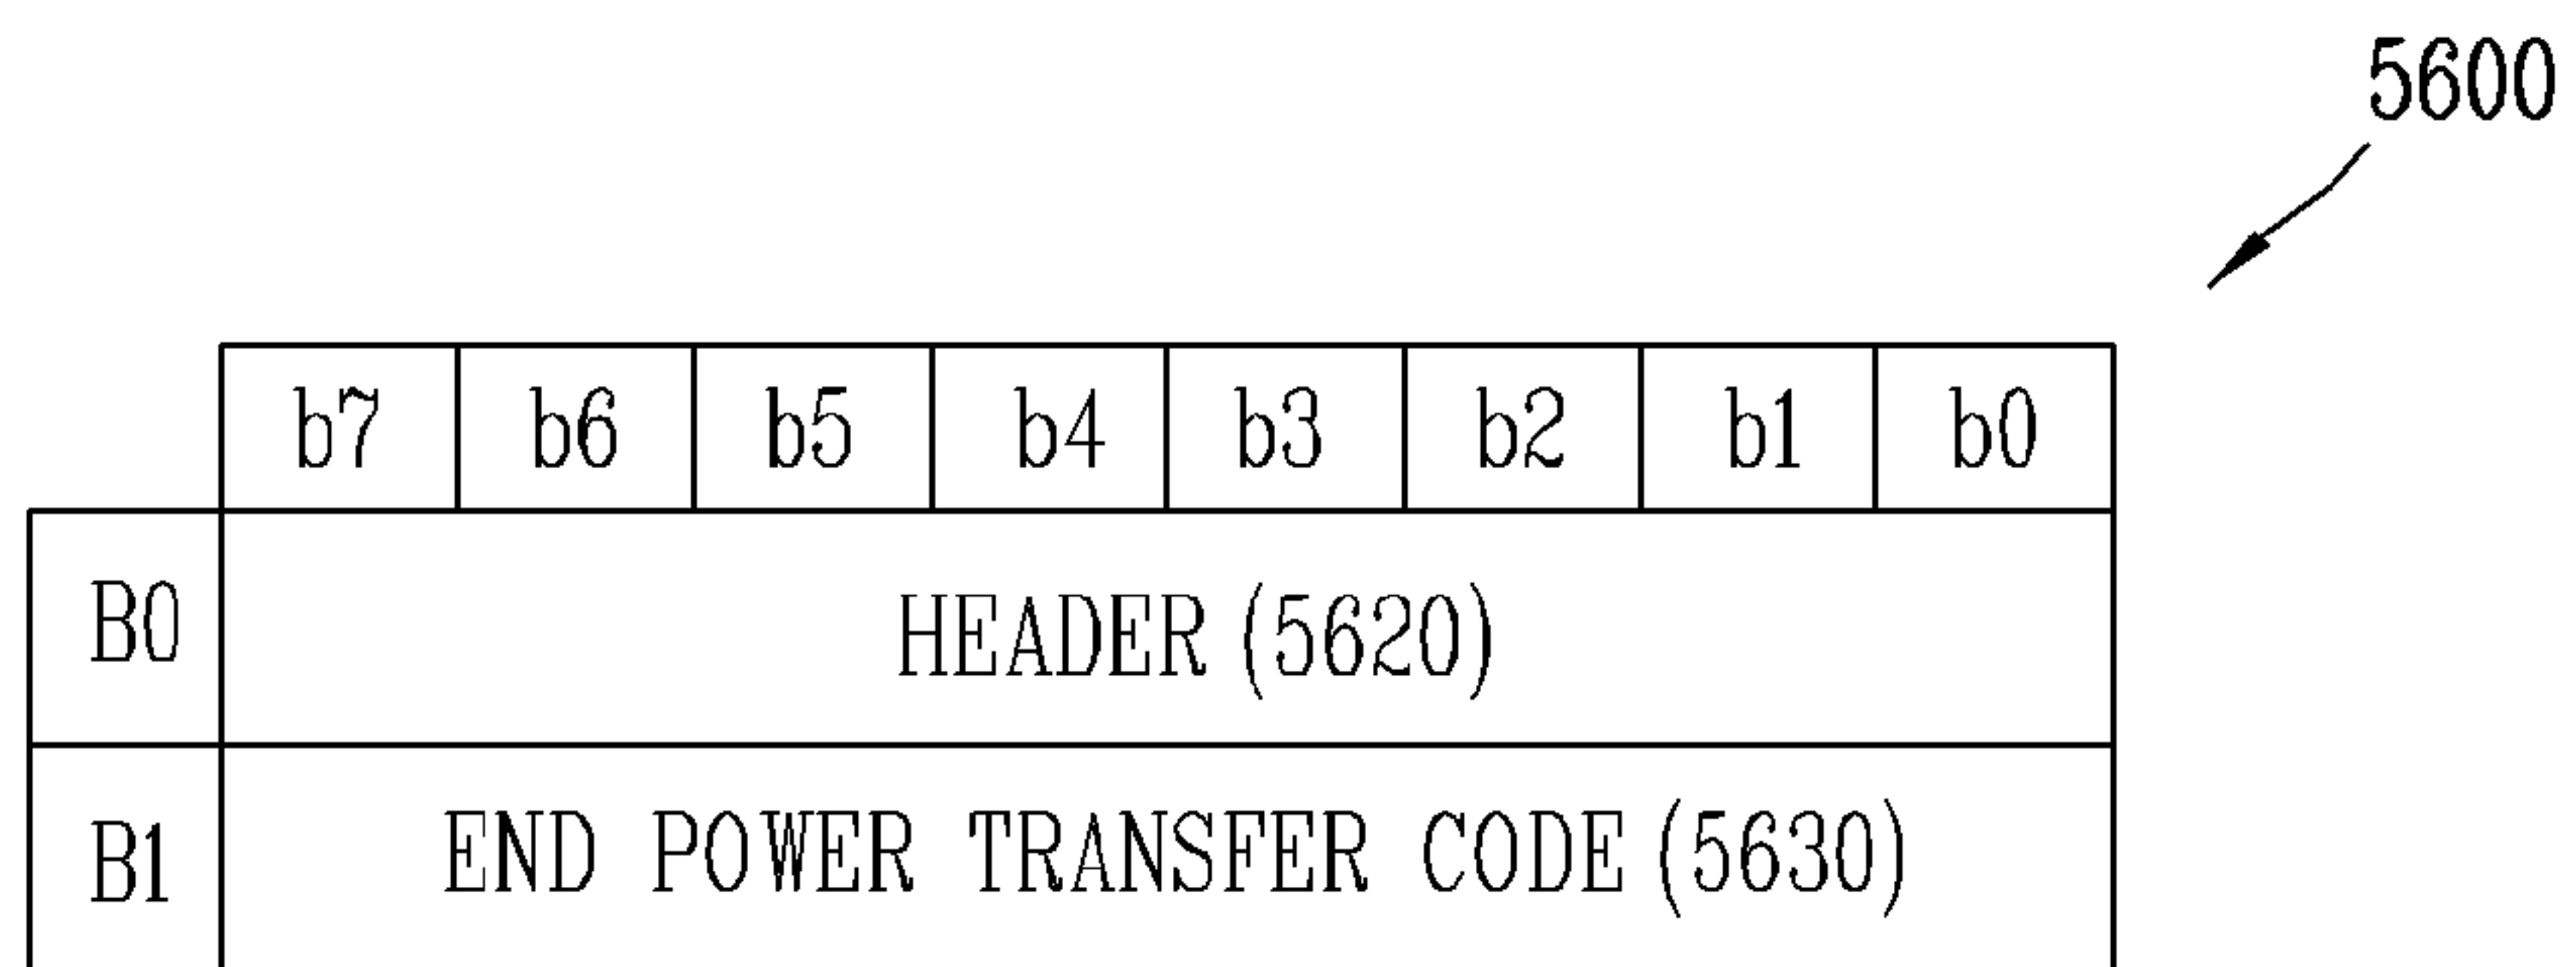 5600
b7 b6 b5 b4 b3 b2 b1 b0
B0 HEADER (5620)
B1 END POWER TRANSFER CODE (5630)